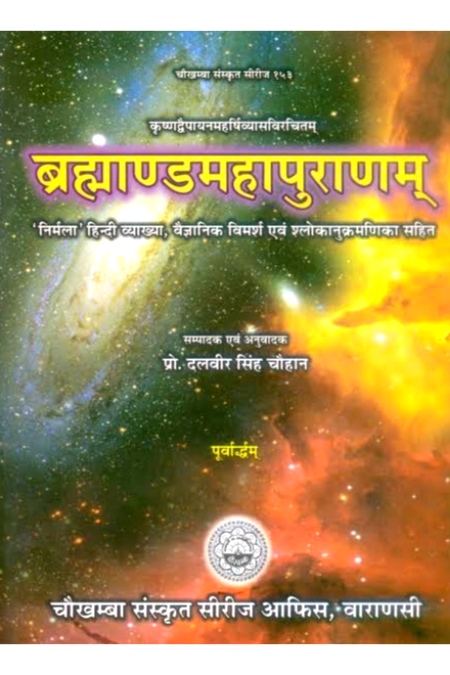 चौखम्बा संस्कृत सीरीज १५३
कृष्णद्वैपायनमहर्षिव्यासविरचितम्
ब्रह्माण्डमहापुराणम्
'निर्मला' हिन्दी व्याख्या, वैज्ञानिक विमर्श एवं श्लोकानुक्रमणिका सहित
सम्पादक एवं अनुवादक
प्रो. दलवीर सिंह चौहान
पूर्वार्द्धम्
चौखम्बा संस्कृत सीरीज आफिस, वाराणसी